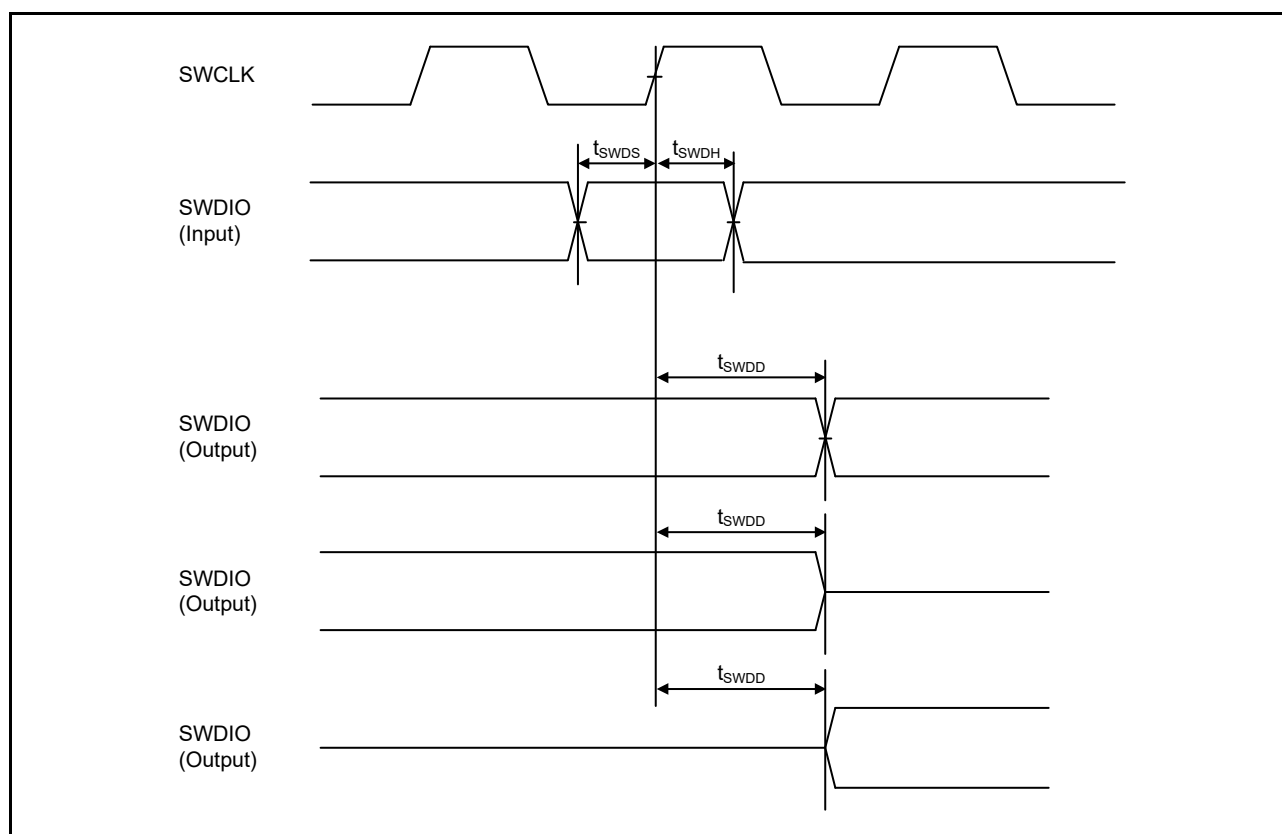 SWCLK
tSWDS
tSWDH
SWDIO
(Input)
tSWDD
SWDIO
(Output)
tSWDD
SWDIO
(Output)
tSWDD
SWDIO
(Output)